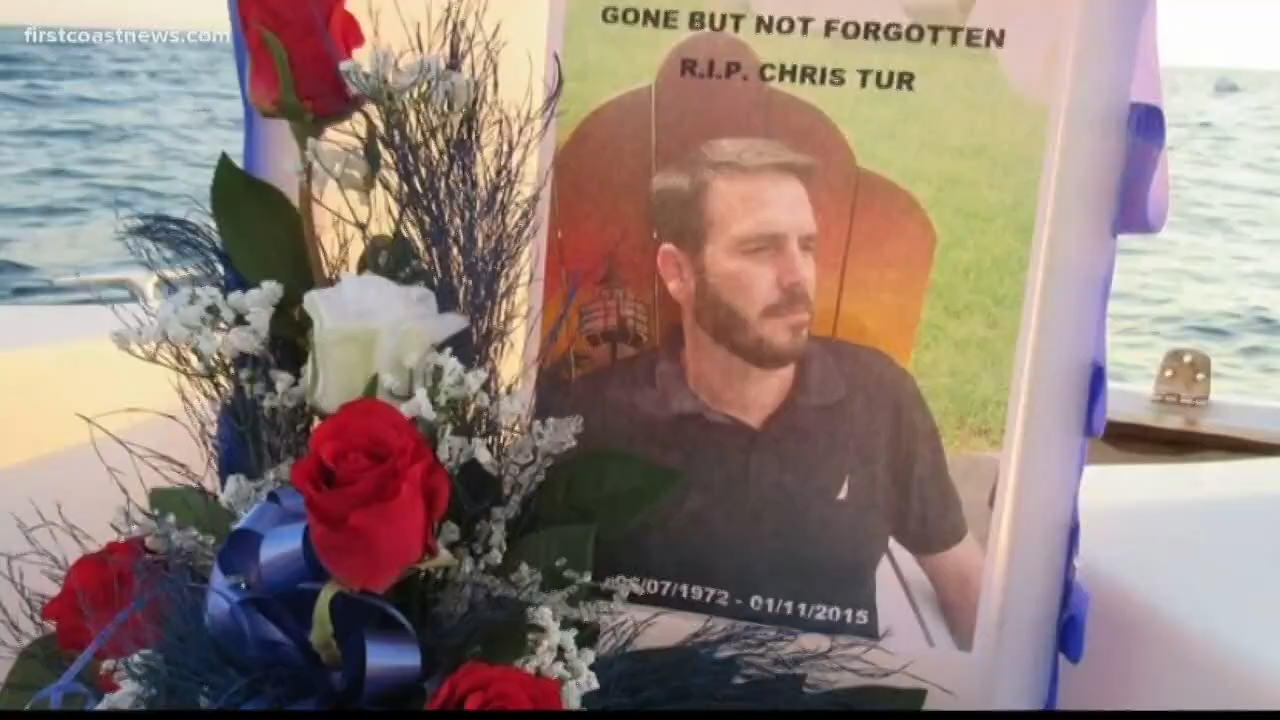 firstcoastnews.com
GONE BUT NOT FORGOTTEN
R.I.P. CHRIS TUR
/07/1972 - 01/11/2015